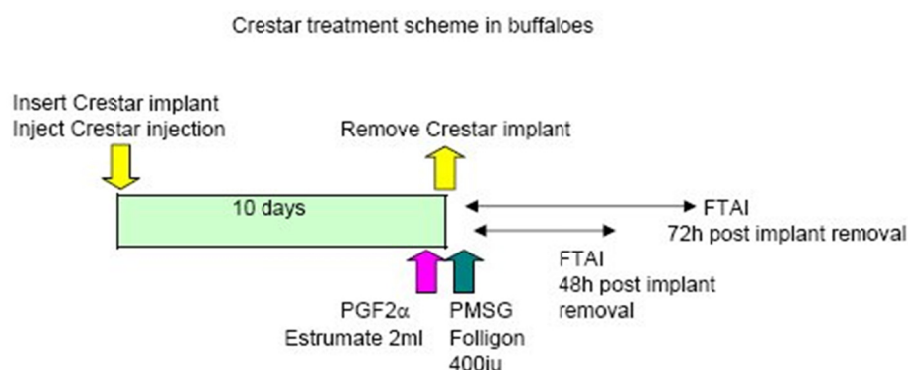 Crestar treatment scheme in buffaloes
Insert Crestar implant
Inject Crestar injection
Remove Crestar implant
10 days
FTAI
72h post implant removal
FTAI
48h post implant
removal
PGF2α
Estrumate 2ml
PMSG
Folligon
400iu